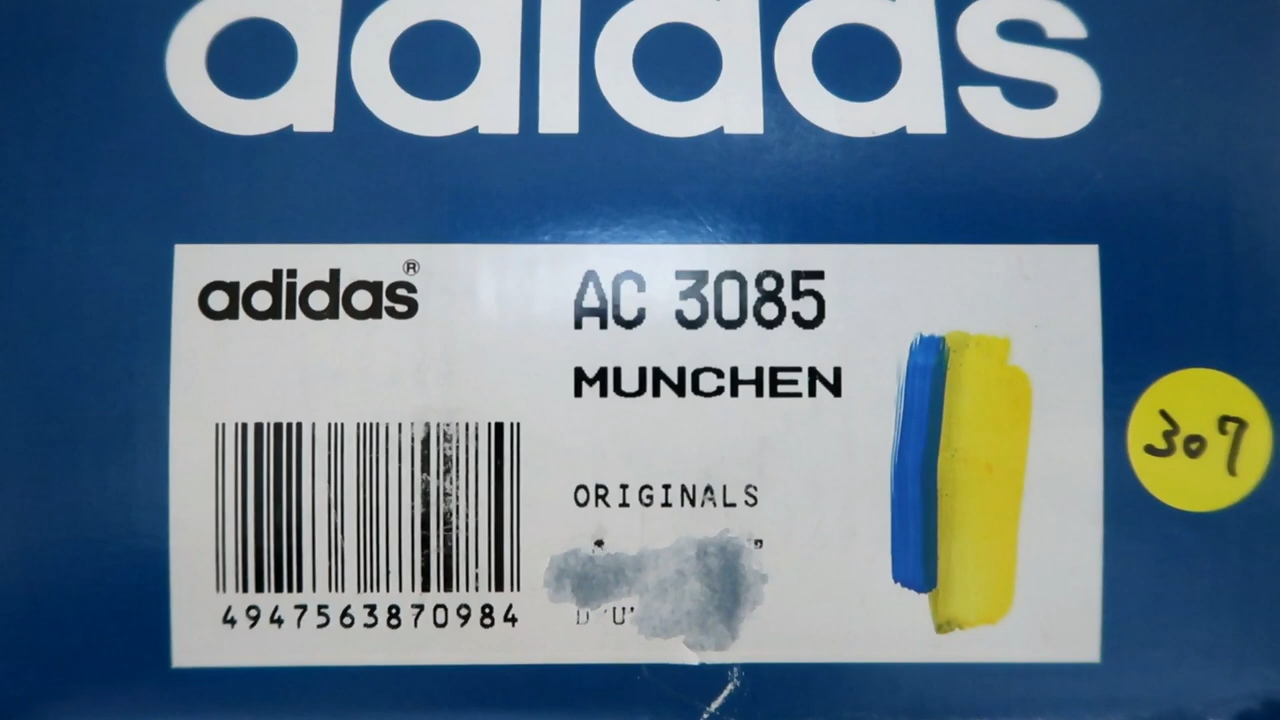 adidas
adidas®
AC 3085
MUNCHEN
ORIGINALS
4947563870984
307